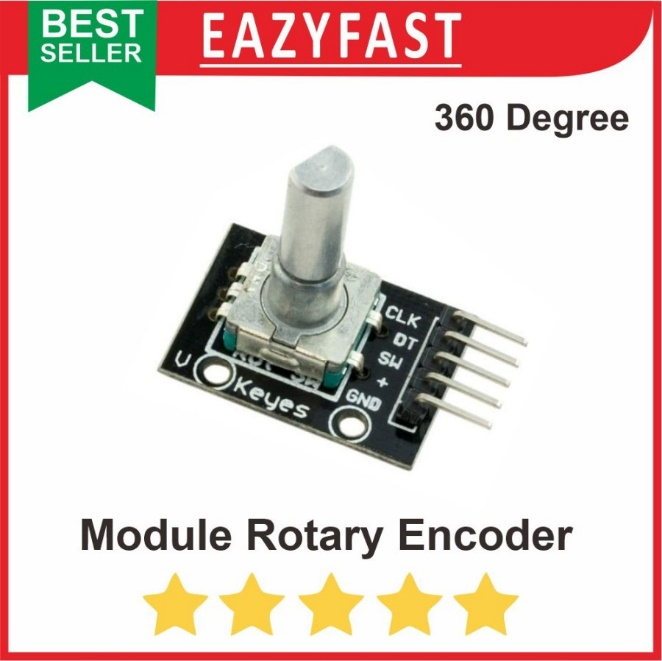 BEST
SELLER
EAZYFAST
360 Degree
CLK
DT
SW
+
GND
V
Keyes
Module Rotary Encoder